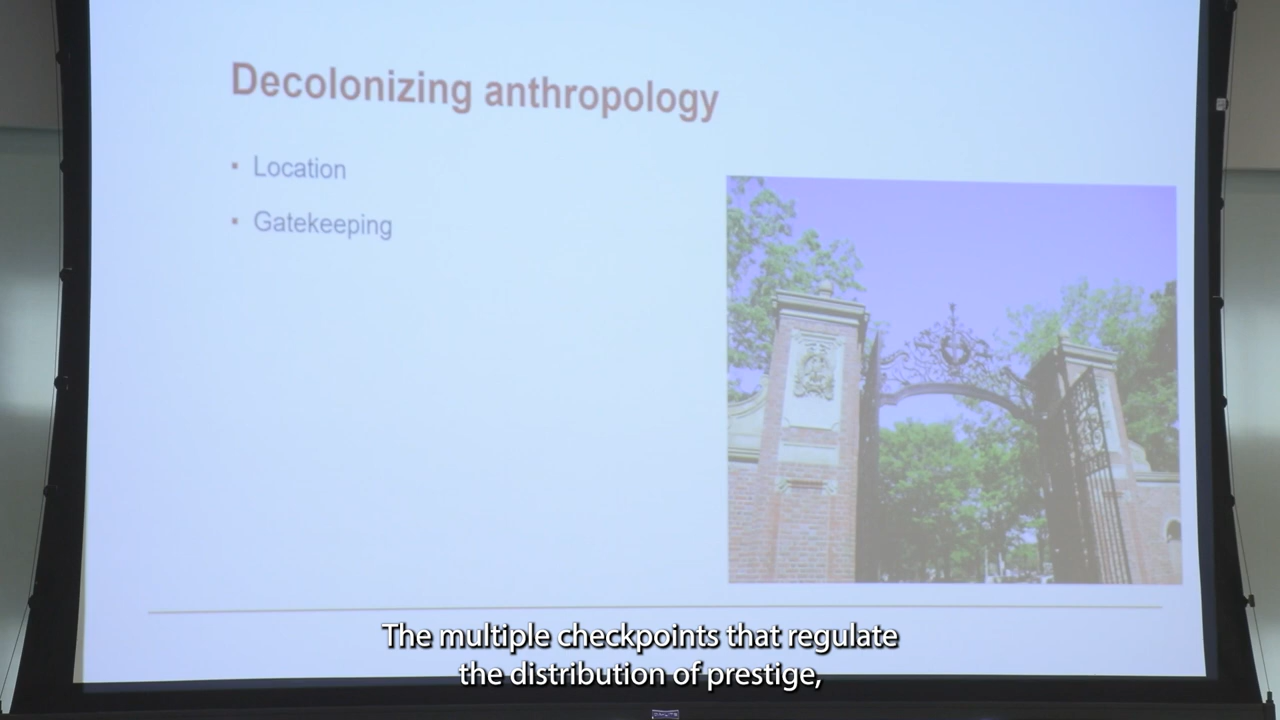 Decolonizing anthropology
▪ Location
▪ Gatekeeping
The multiple checkpoints that regulate
the distribution of prestige,